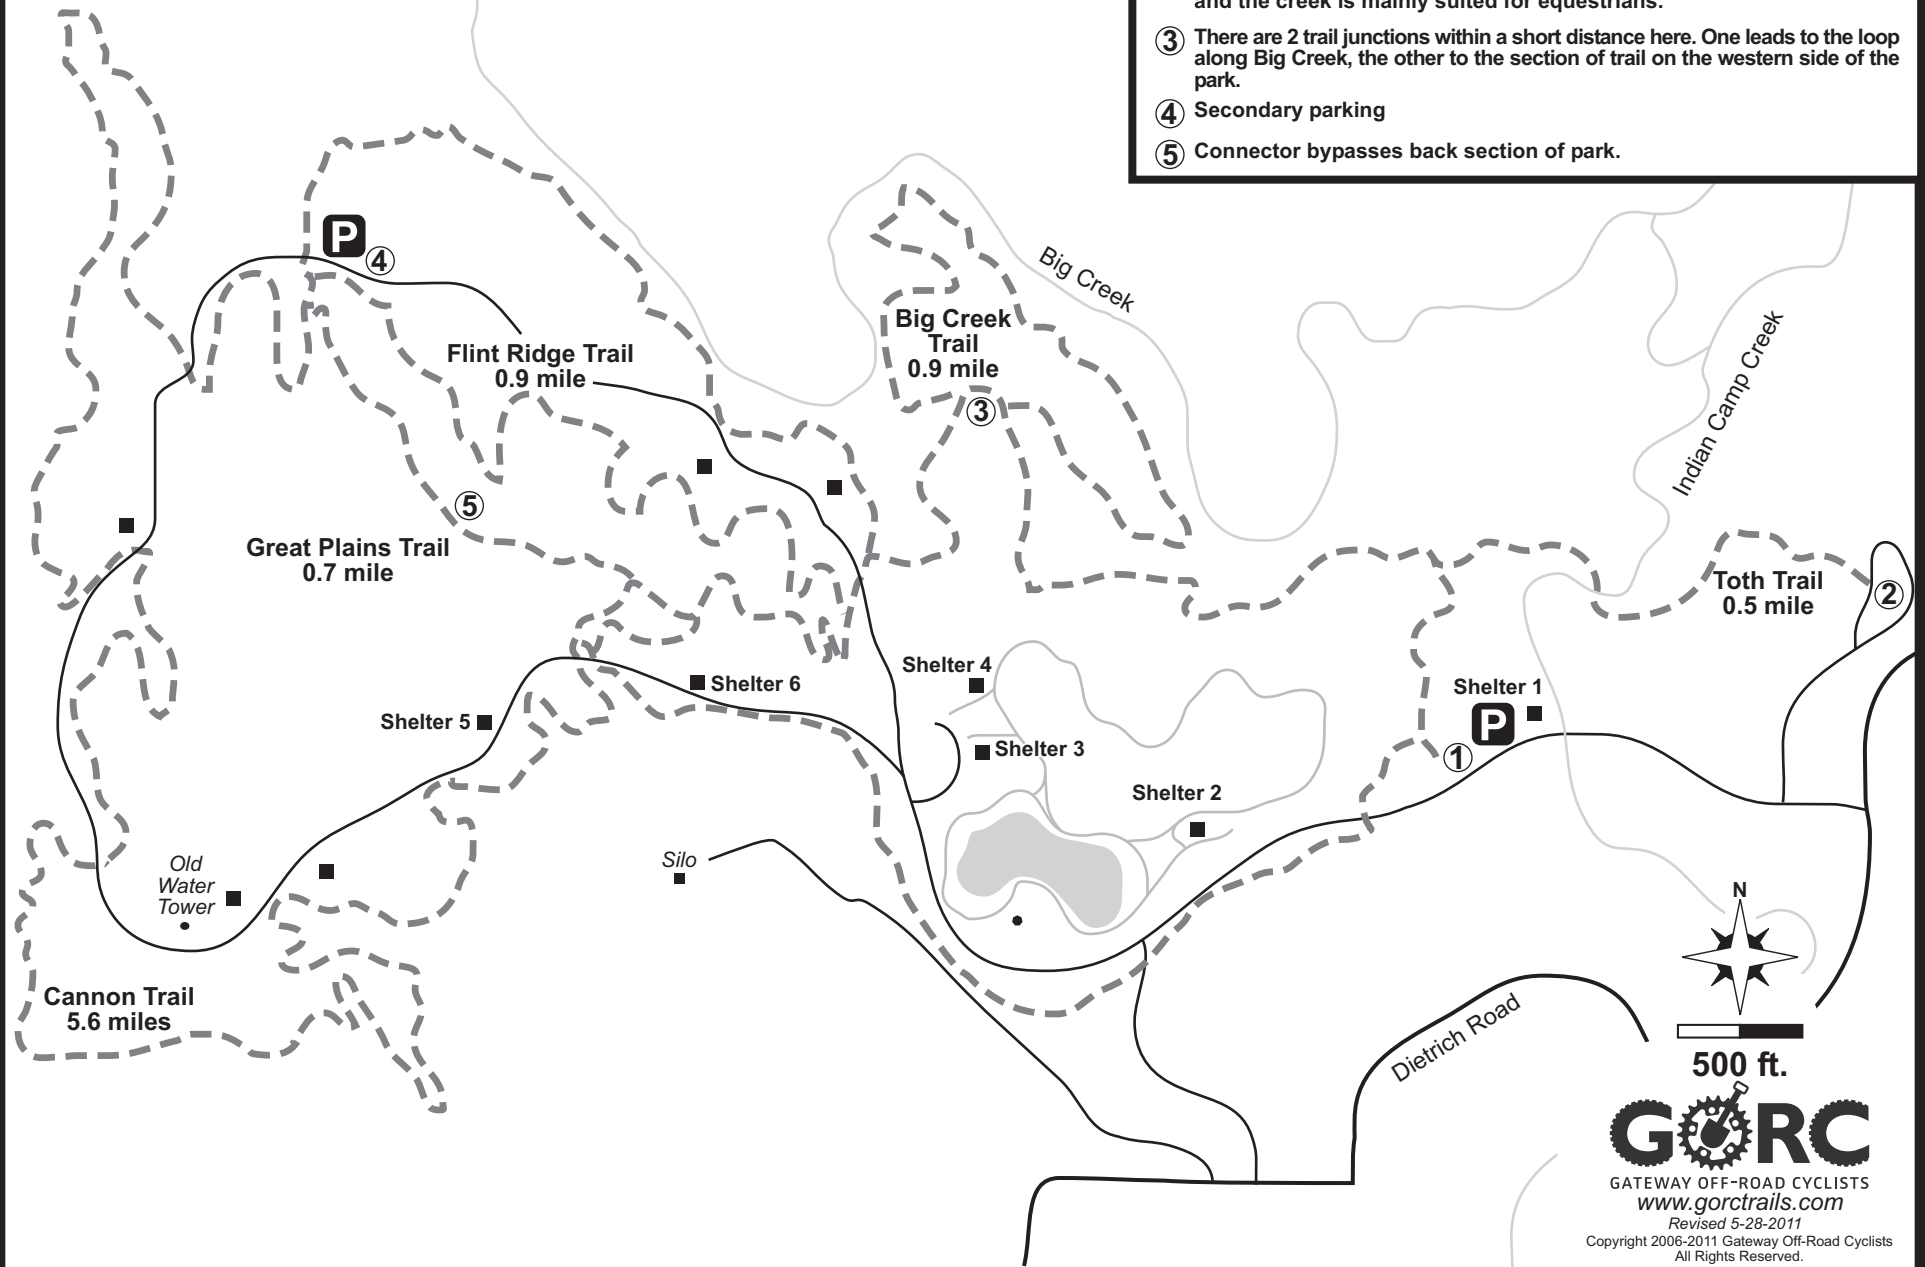 and the creek is mainly suited for equestrians.
3 There are 2 trail junctions within a short distance here. One leads to the loop
along Big Creek, the other to the section of trail on the western side of the
park.
4 Secondary parking
5 Connector bypasses back section of park.
P
4
Big Creek
Big Creek
Trail
0.9 mile
3
Flint Ridge Trail
0.9 mile
Indian Camp Creek
5
Great Plains Trail
0.7 mile
Toth Trail
0.5 mile
2
Shelter 4
Shelter 6
Shelter 1
P
Shelter 5
Shelter 3
1
Shelter 2
Old
Water
Tower
Silo
N
Cannon Trail
5.6 miles
Dietrich Road
500 ft.
GORC
GATEWAY OFF-ROAD CYCLISTS
www.gorctrails.com
Revised 5-28-2011
Copyright 2006-2011 Gateway Off-Road Cyclists
All Rights Reserved.